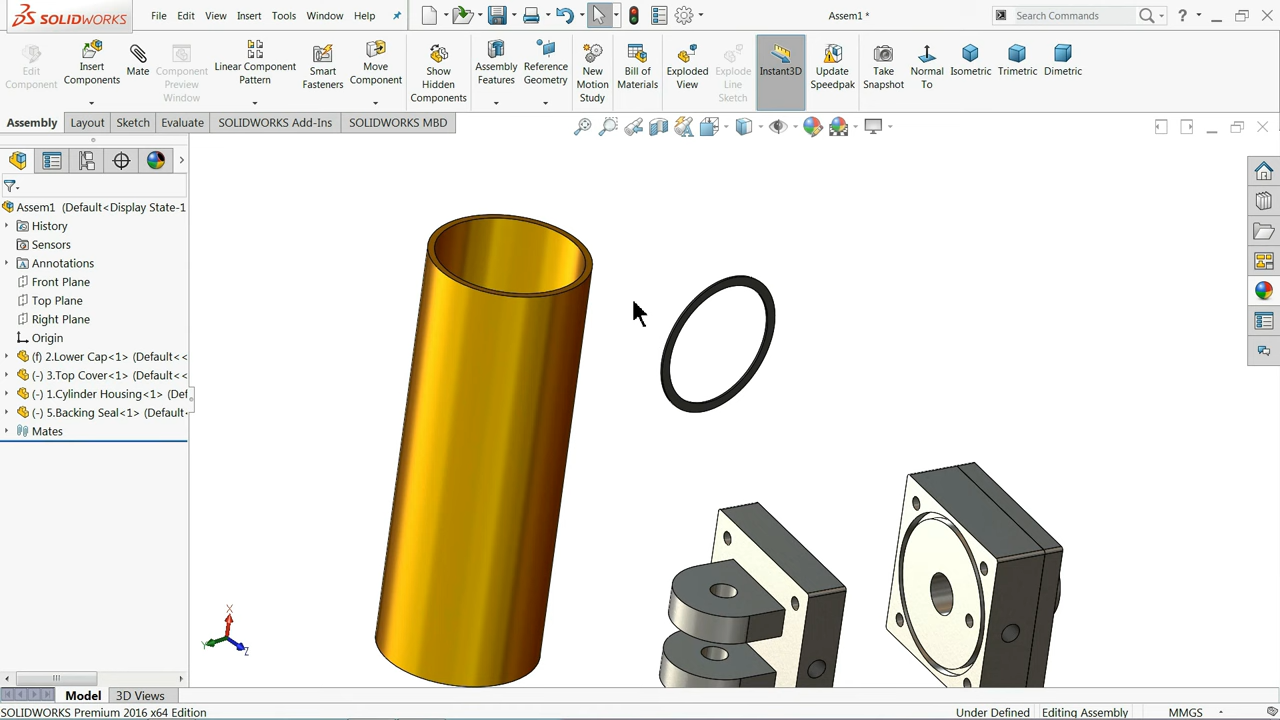 SOLIDWORKS File Edit View Insert Tools Window Help Assem1 * Search Commands ?
Edit Component
Insert Components
Mate
Component Preview Window
Linear Component Pattern
Smart Fasteners
Move Component
Show Hidden Components
Assembly Features
Reference Geometry
New Motion Study
Bill of Materials
Exploded View
Explode Line Sketch
Instant3D
Update Speedpak
Take Snapshot
Normal To
Isometric
Trimetric
Dimetric
Assembly Layout Sketch Evaluate SOLIDWORKS Add-Ins SOLIDWORKS MBD
Assem1 (Default<Display State-1
History
Sensors
Annotations
Front Plane
Top Plane
Right Plane
Origin
(f) 2.Lower Cap<1> (Default<<
(-) 3.Top Cover<1> (Default<<
(-) 1.Cylinder Housing<1> (Def
(-) 5.Backing Seal<1> (Default
Mates
X
Y
Z
Model 3D Views
SOLIDWORKS Premium 2016 x64 Edition Under Defined Editing Assembly MMGS